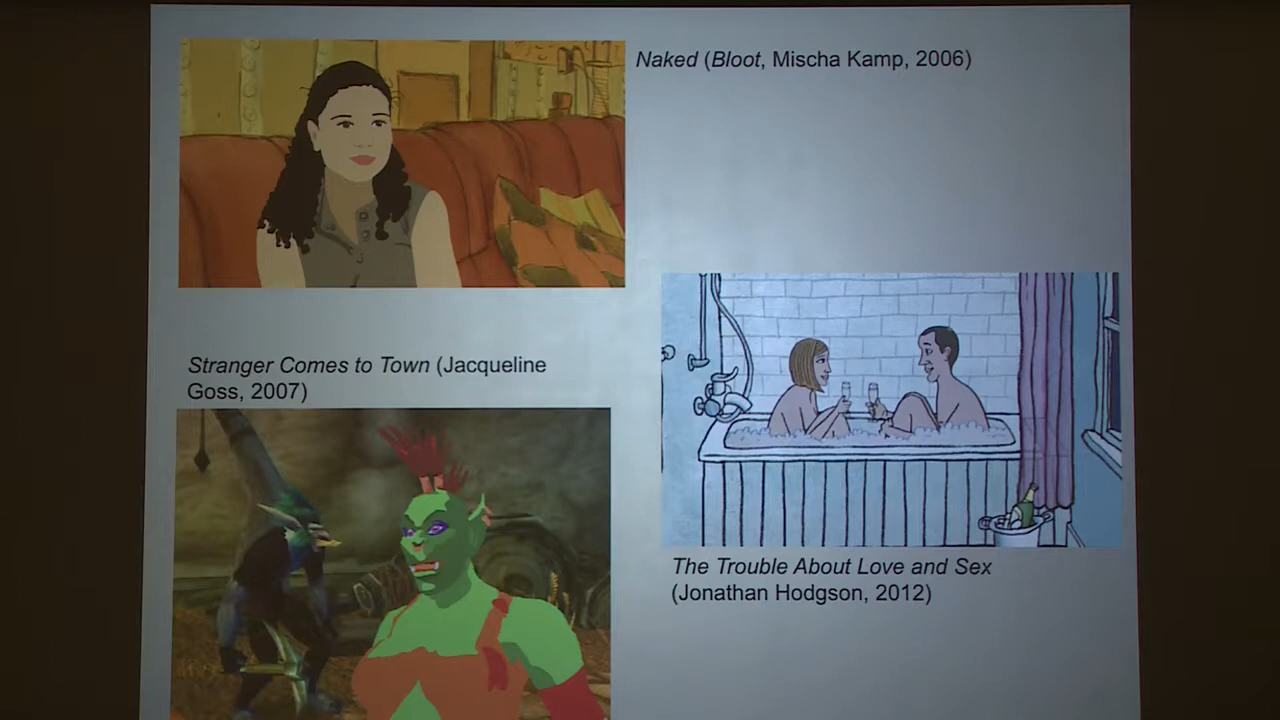 Naked (Bloot, Mischa Kamp, 2006)
Stranger Comes to Town (Jacqueline
Goss, 2007)
The Trouble About Love and Sex
(Jonathan Hodgson, 2012)